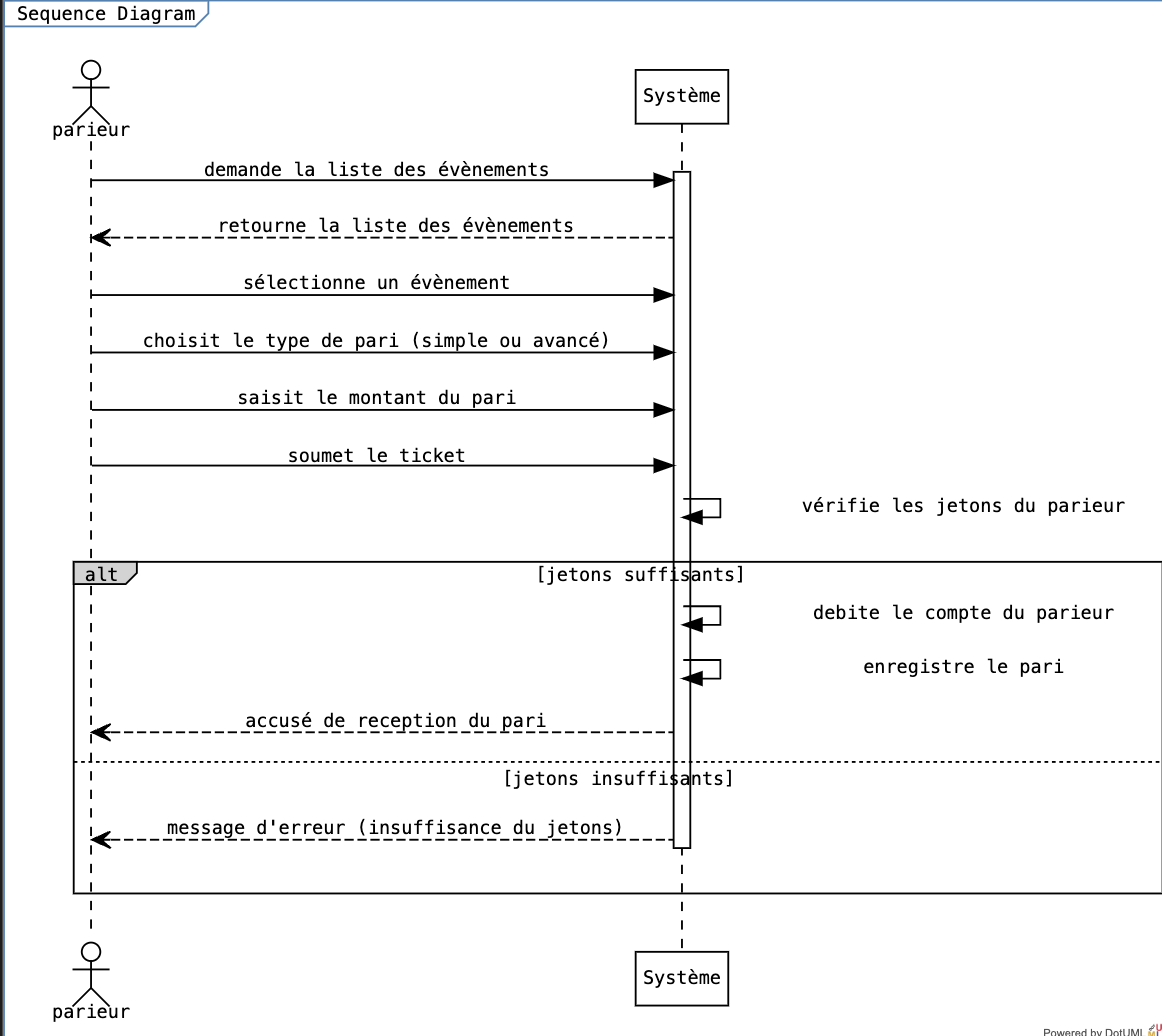 Sequence Diagram
parieur
Système
demande la liste des évènements
retourne la liste des évènements
sélectionne un évènement
choisit le type de pari (simple ou avancé)
saisit le montant du pari
soumet le ticket
vérifie les jetons du parieur
alt
[jetons suffisants]
debite le compte du parieur
enregistre le pari
accusé de reception du pari
[jetons insuffisants]
message d'erreur (insuffisance du jetons)
Système
parieur
Powered by DotUML